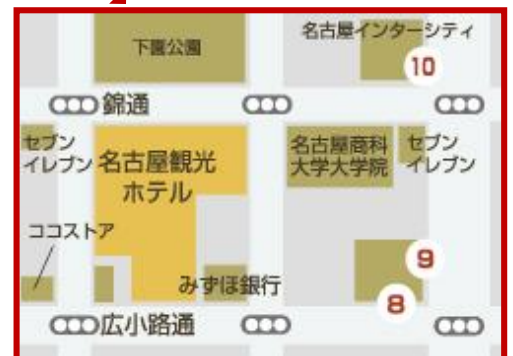 下園公園
名古屋インターシティ
10
錦通
セブン
イレブン
名古屋観光
ホテル
名古屋商科
大学大学院
セブン
イレブン
ココストア
みずほ銀行
9
8
広小路通